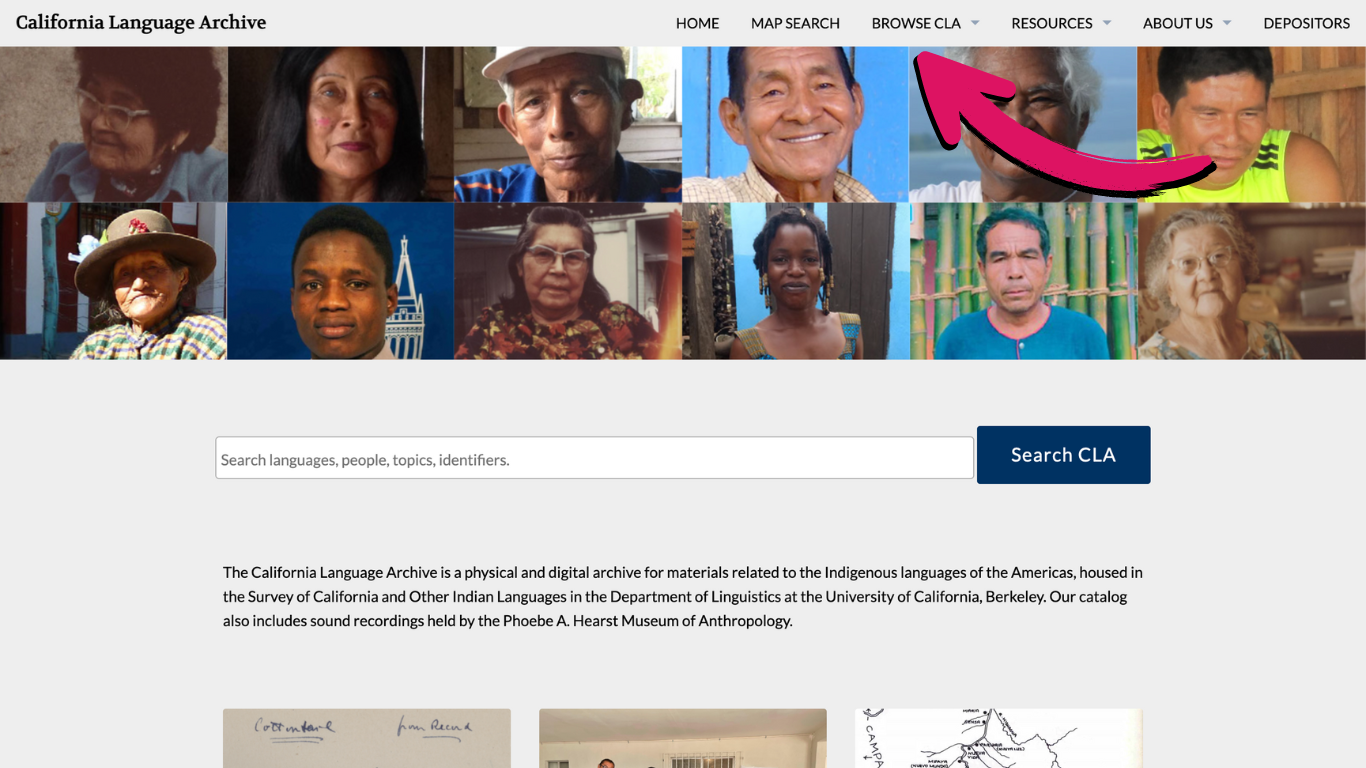 California Language Archive
HOME
MAP SEARCH
BROWSE CLA
RESOURCES
ABOUT US
DEPOSITORS
Search languages, people, topics, identifiers.
Search CLA
The California Language Archive is a physical and digital archive for materials related to the Indigenous languages of the Americas, housed in
the Survey of California and Other Indian Languages in the Department of Linguistics at the University of California, Berkeley. Our catalog
also includes sound recordings held by the Phoebe A. Hearst Museum of Anthropology.
from Record
CAMPA